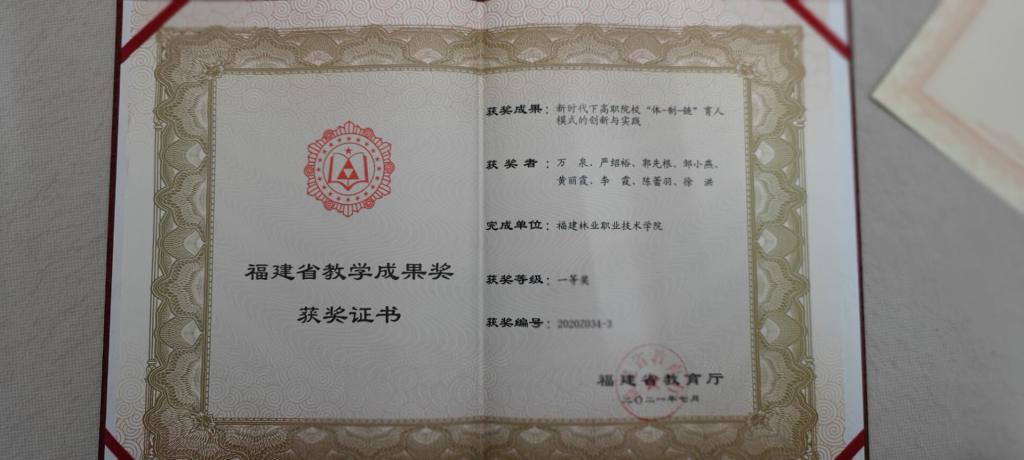 福建省教学成果奖
获奖证书
获奖成果：新时代下高职院校“体-制-链”育人
模式的创新与实践
获奖者：万 泉、严绍裕、郭先根、邹小燕、
黄丽霞、李 霞、陈蕾羽、徐 洪
完成单位：福建林业职业技术学院
获奖等级：一等奖
获奖编号：2020Z034-3
福建省教育厅
二〇二一年七月